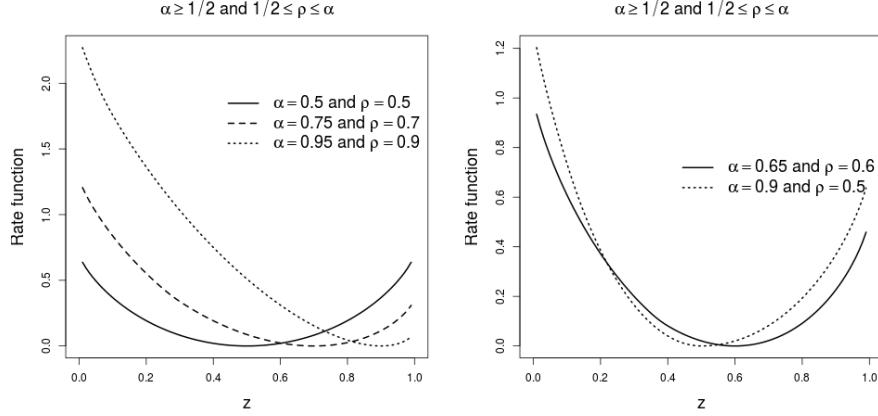 α ≥ 1/2 and 1/2 ≤ ρ ≤ α
Rate function
2.0
1.5
1.0
0.5
0.0
α = 0.5 and ρ = 0.5
α = 0.75 and ρ = 0.7
α = 0.95 and ρ = 0.9
0.0 0.2 0.4 0.6 0.8 1.0
z
α ≥ 1/2 and 1/2 ≤ ρ ≤ α
Rate function
1.2
1.0
0.8
0.6
0.4
0.2
0.0
α = 0.65 and ρ = 0.6
α = 0.9 and ρ = 0.5
0.0 0.2 0.4 0.6 0.8 1.0
z